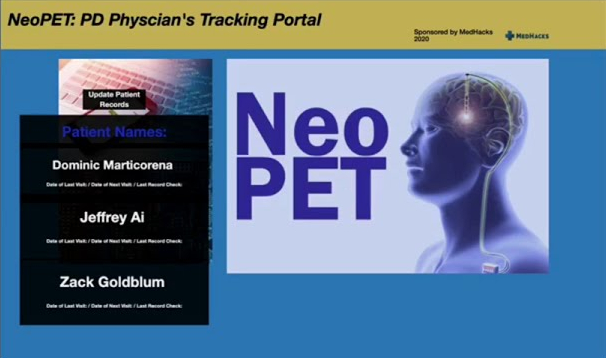 NeoPET: PD Physcian's Tracking Portal
Sponsored by MedHacks
2020
MEDHACKS
Update Patient
Records
Patient Names:
Dominic Marticorena
Date of Last Visit: / Date of Next Visit: / Last Record Check:
Jeffrey Ai
Date of Last Visit: / Date of Next Visit: / Last Record Check:
Zack Goldblum
Date of Last Visit: / Date of Next Visit: / Last Record Check:
Neo
PET